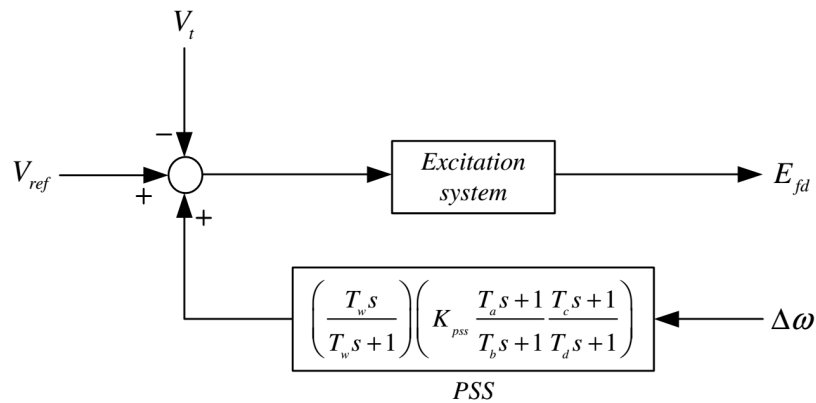 V_t
−
V_ref
+
+
Excitation
system
E_fd
(T_w s / T_w s + 1)(K_pss T_a s + 1 / T_b s + 1 T_c s + 1 / T_d s + 1)
Δω
PSS